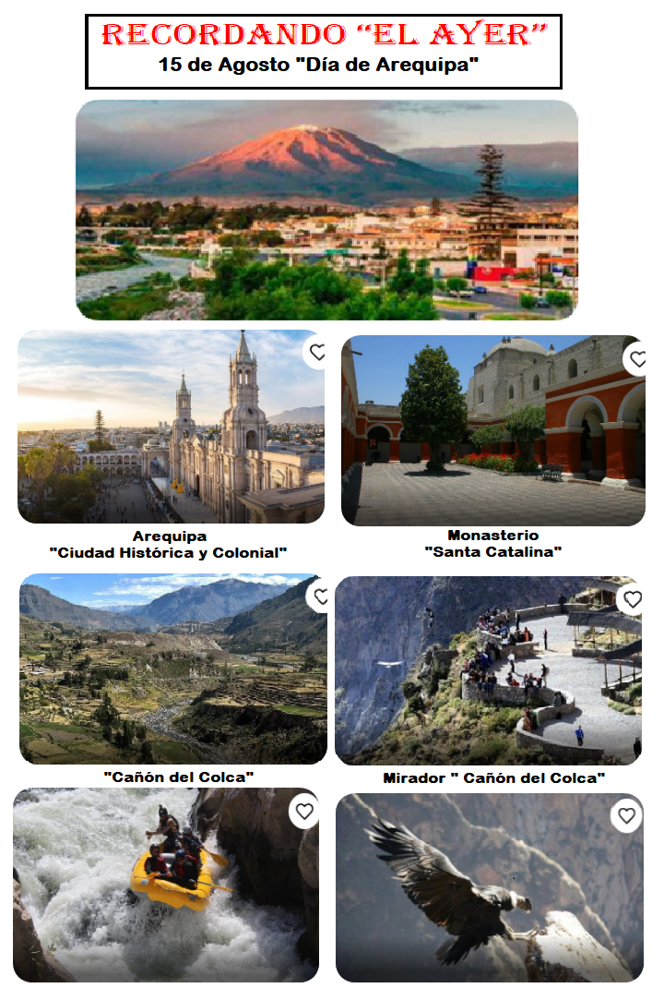 RECORDANDO “EL AYER”
15 de Agosto "Día de Arequipa"
Arequipa
"Ciudad Histórica y Colonial"
Monasterio
"Santa Catalina"
"Cañón del Colca"
Mirador " Cañón del Colca"